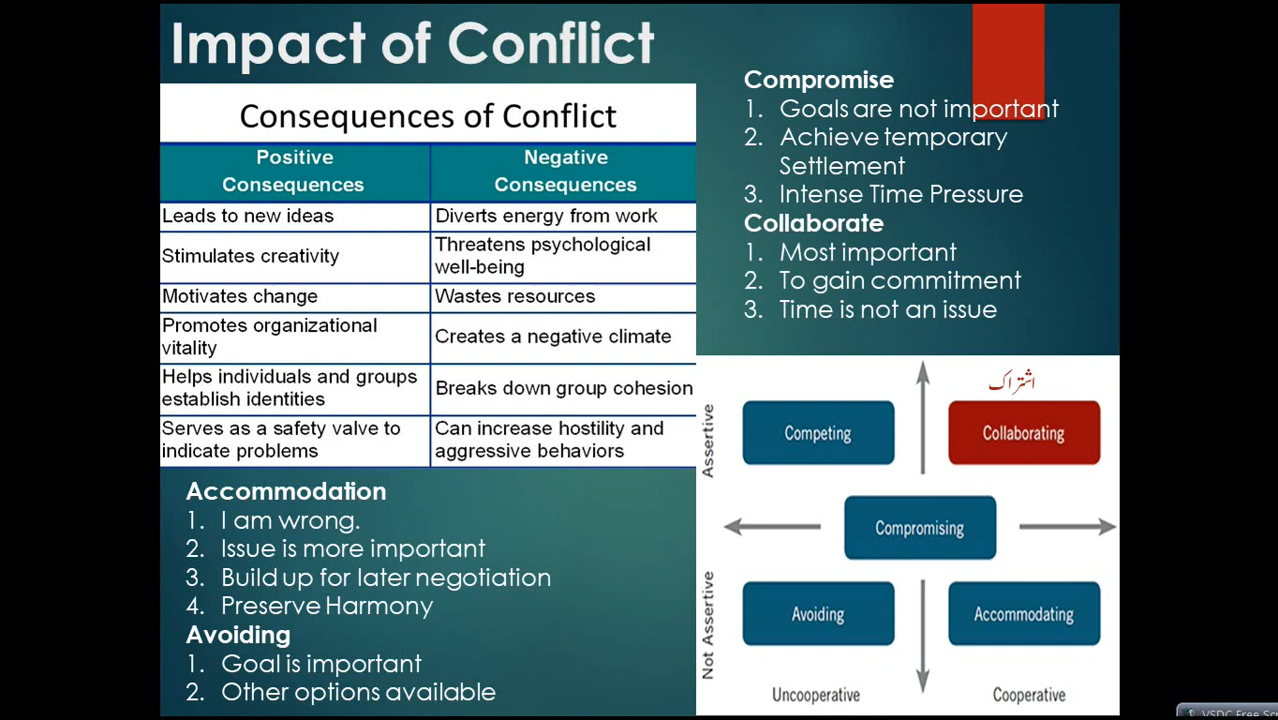 Impact of Conflict
Consequences of Conflict
Positive
Consequences
Negative
Consequences
Leads to new ideas
Diverts energy from work
Stimulates creativity
Threatens psychological
well-being
Motivates change
Wastes resources
Promotes organizational
vitality
Creates a negative climate
Helps individuals and groups
establish identities
Breaks down group cohesion
Serves as a safety valve to
indicate problems
Can increase hostility and
aggressive behaviors
Accommodation
1. I am wrong.
2. Issue is more important
3. Build up for later negotiation
4. Preserve Harmony
Avoiding
1. Goal is important
2. Other options available
Compromise
1. Goals are not important
2. Achieve temporary
Settlement
3. Intense Time Pressure
Collaborate
1. Most important
2. To gain commitment
3. Time is not an issue
اشتراک
Assertive
Competing
Collaborating
Compromising
Not Assertive
Avoiding
Accommodating
Uncooperative
Cooperative
VSDC Free